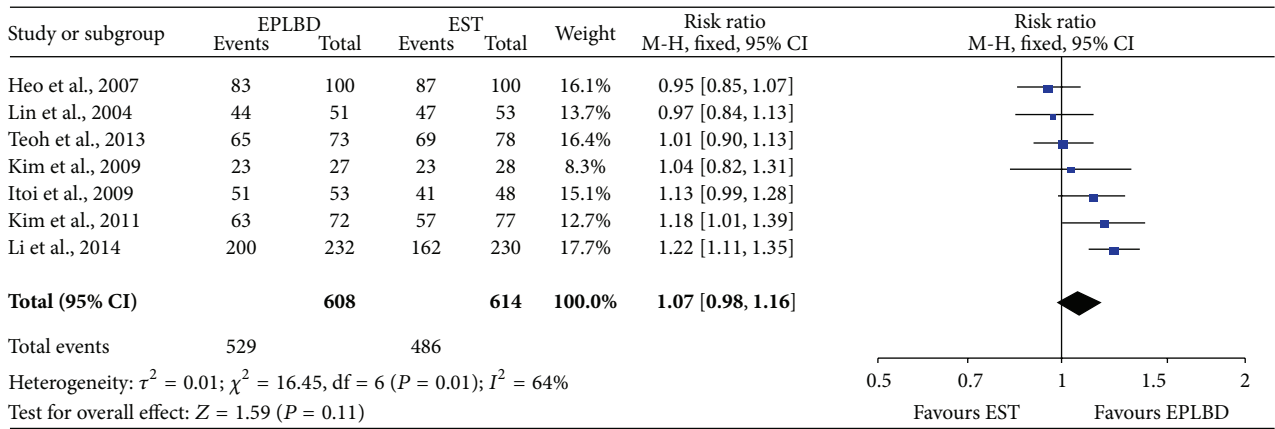 Study or subgroup EPLBD EST Weight Risk ratio Risk ratio
Events Total Events Total M-H, fixed, 95% CI M-H, fixed, 95% CI
Heo et al., 2007 83 100 87 100 16.1% 0.95 [0.85, 1.07]
Lin et al., 2004 44 51 47 53 13.7% 0.97 [0.84, 1.13]
Teoh et al., 2013 65 73 69 78 16.4% 1.01 [0.90, 1.13]
Kim et al., 2009 23 27 23 28 8.3% 1.04 [0.82, 1.31]
Itoi et al., 2009 51 53 41 48 15.1% 1.13 [0.99, 1.28]
Kim et al., 2011 63 72 57 77 12.7% 1.18 [1.01, 1.39]
Li et al., 2014 200 232 162 230 17.7% 1.22 [1.11, 1.35]
Total (95% CI) 608 614 100.0% 1.07 [0.98, 1.16]
Total events 529 486
Heterogeneity: τ² = 0.01; χ² = 16.45, df = 6 (P = 0.01); I² = 64%
Test for overall effect: Z = 1.59 (P = 0.11)
0.5 0.7 1 1.5 2
Favours EST Favours EPLBD